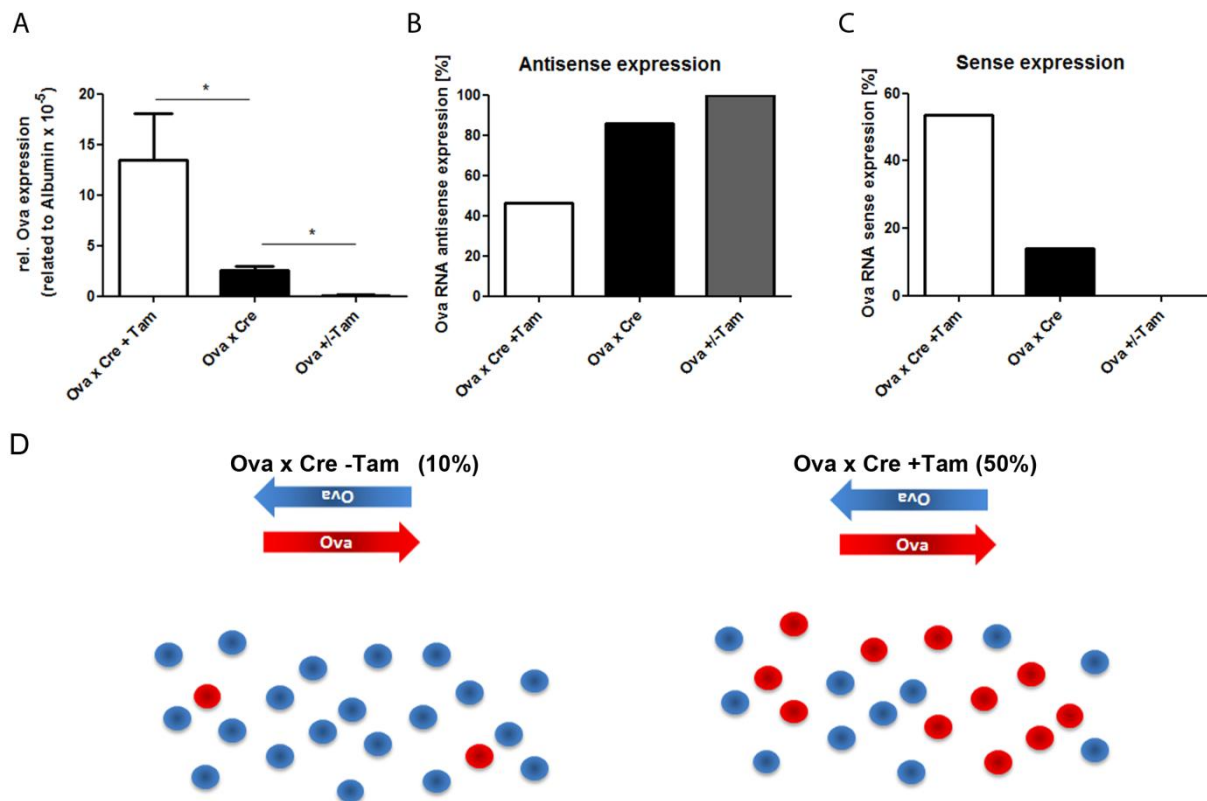 A
rel. Ova expression
(related to Albumin x 10-5)
20
15
10
5
0
*
*
Ova x Cre + Tam
Ova x Cre
Ova +/-Tam
B
Antisense expression
Ova RNA antisense expression [%]
100
80
60
40
20
0
Ova x Cre +Tam
Ova x Cre
Ova +/-Tam
C
Sense expression
Ova RNA sense expression [%]
60
40
20
0
Ova x Cre +Tam
Ova x Cre
Ova +/-Tam
D
Ova x Cre -Tam (10%)
Ova
Ova
Ova x Cre +Tam (50%)
Ova
Ova